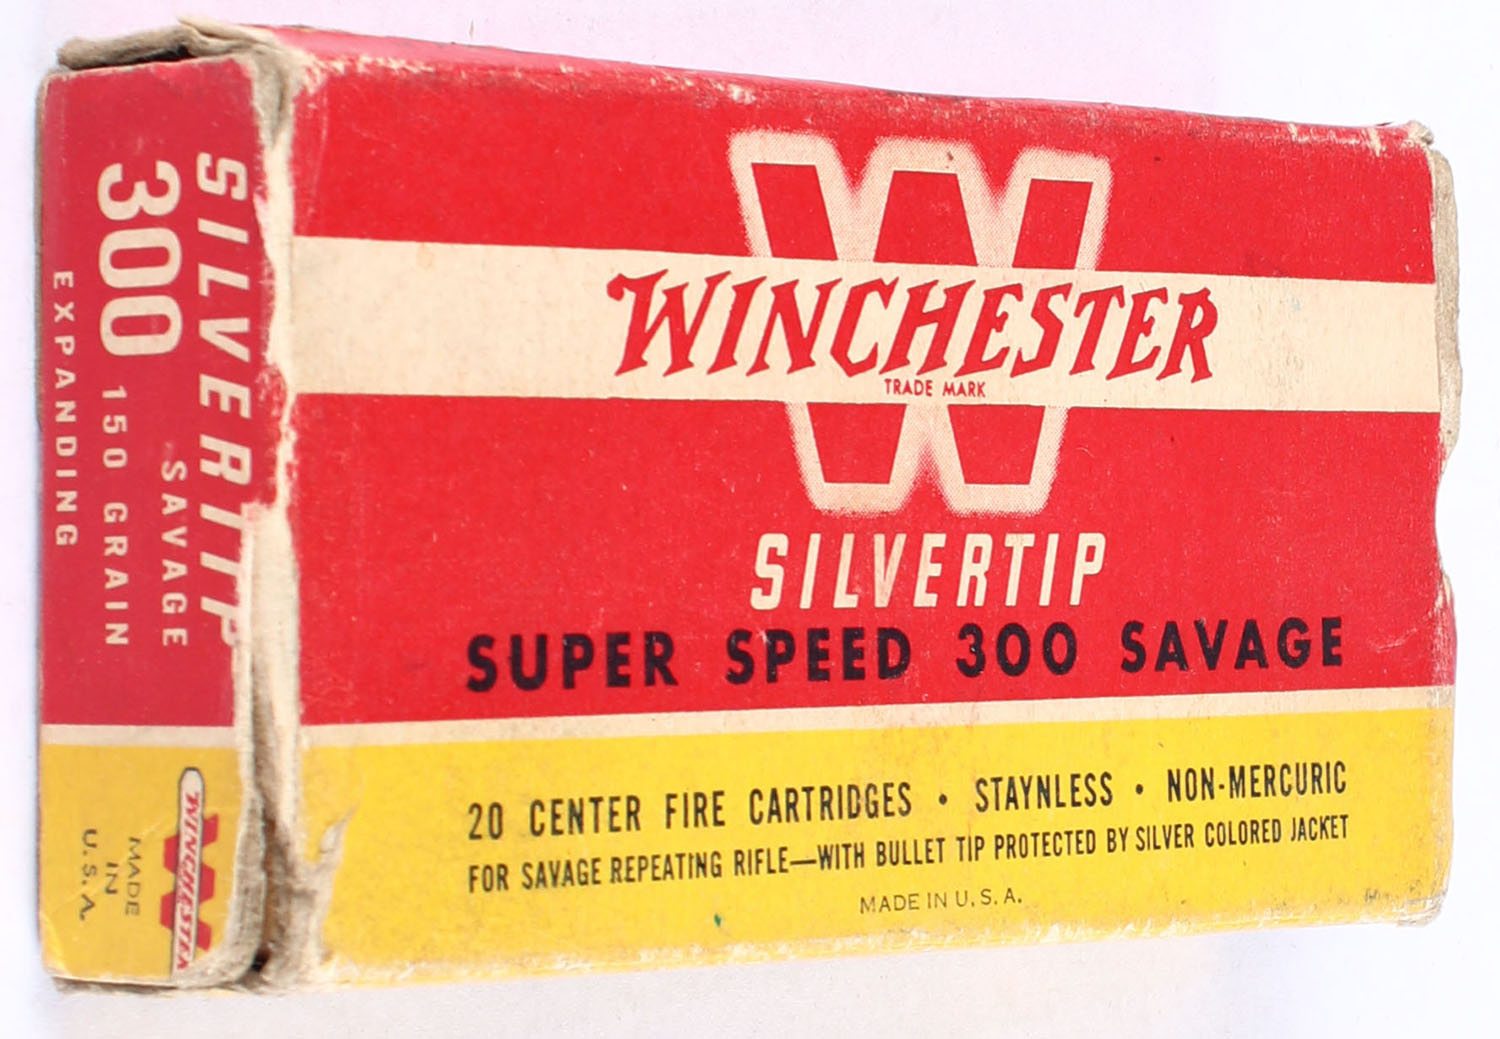 WINCHESTER
TRADE MARK
SILVERTIP
SUPER SPEED 300 SAVAGE
20 CENTER FIRE CARTRIDGES • STAYNLESS • NON-MERCURIC
FOR SAVAGE REPEATING RIFLE—WITH BULLET TIP PROTECTED BY SILVER COLORED JACKET
MADE IN U.S.A.
SILVERTIP
300 SAVAGE
150 GRAIN
EXPANDING
WINCHESTER
MADE
IN
U.S.A.